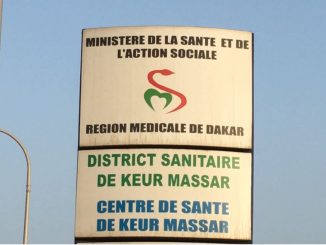 MINISTERE DE LA SANTE ET DE
L'ACTION SOCIALE
REGION MEDICALE DE DAKAR
DISTRICT SANITAIRE
DE KEUR MASSAR
CENTRE DE SANTE
DE KEUR MASSAR